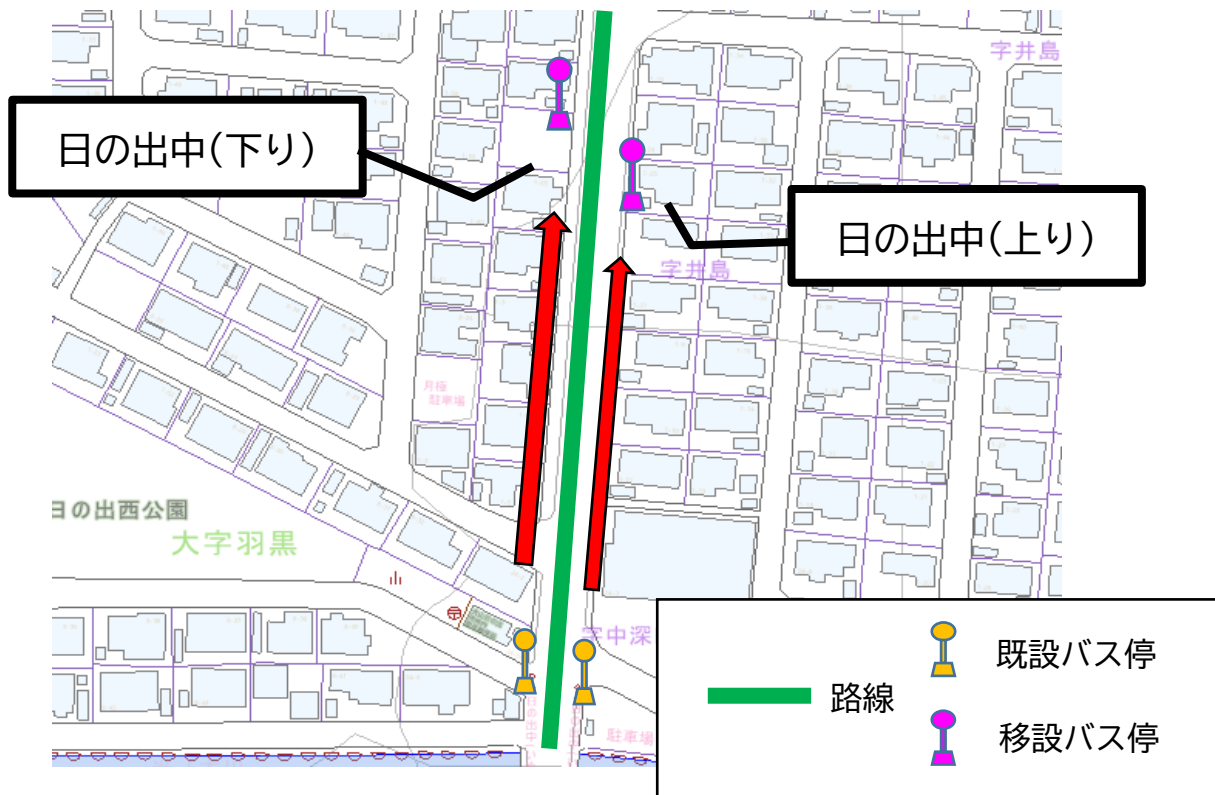 字井島
日の出中(下り)
日の出中(上り)
字井島
月極
駐車場
日の出西公園
大字羽黒
字中深
駐車場
既設バス停
路線
移設バス停